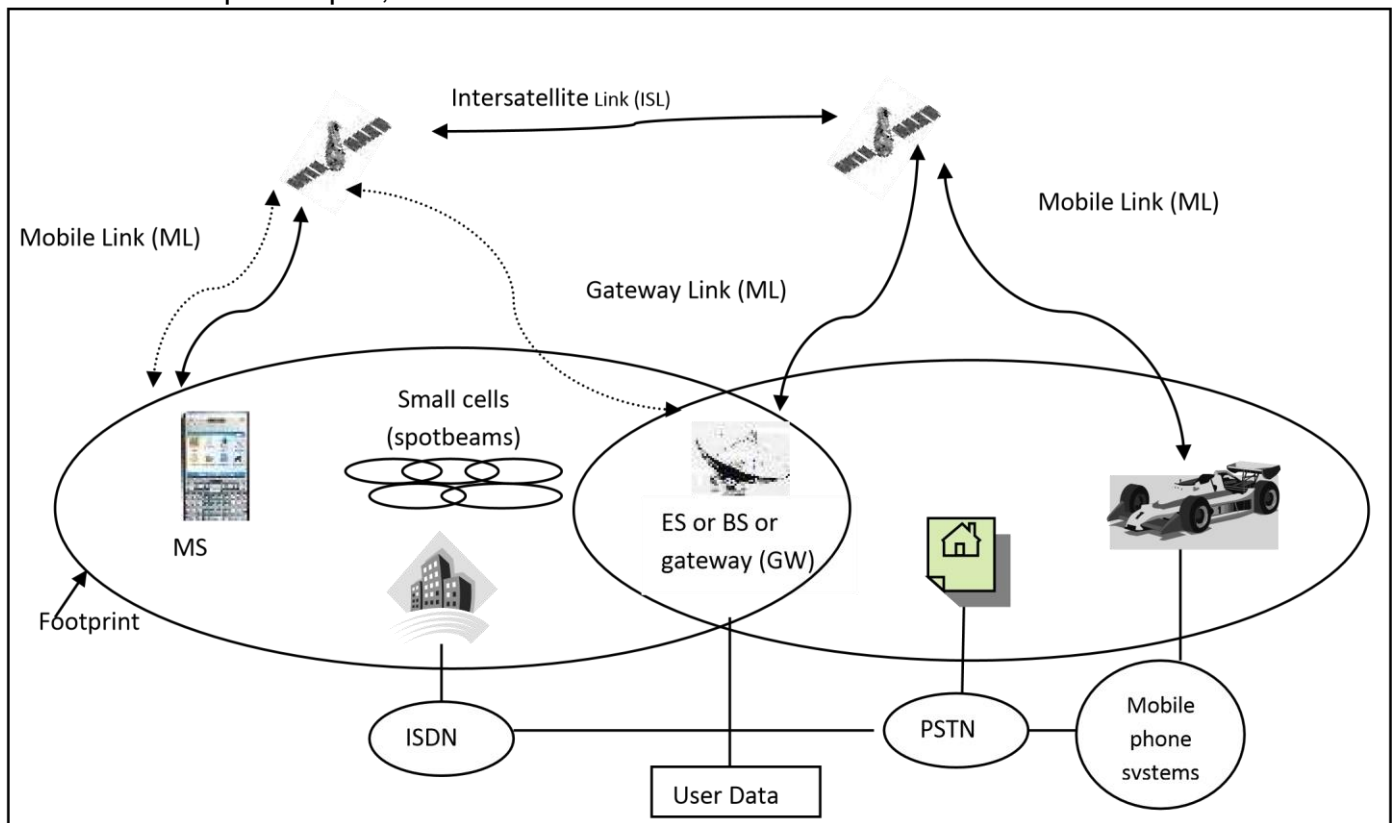 Intersatellite Link (ISL)
Mobile Link (ML)
Mobile Link (ML)
Gateway Link (ML)
Small cells
(spotbeams)
MS
ES or BS or
gateway (GW)
Footprint
ISDN
PSTN
Mobile
phone
systems
User Data